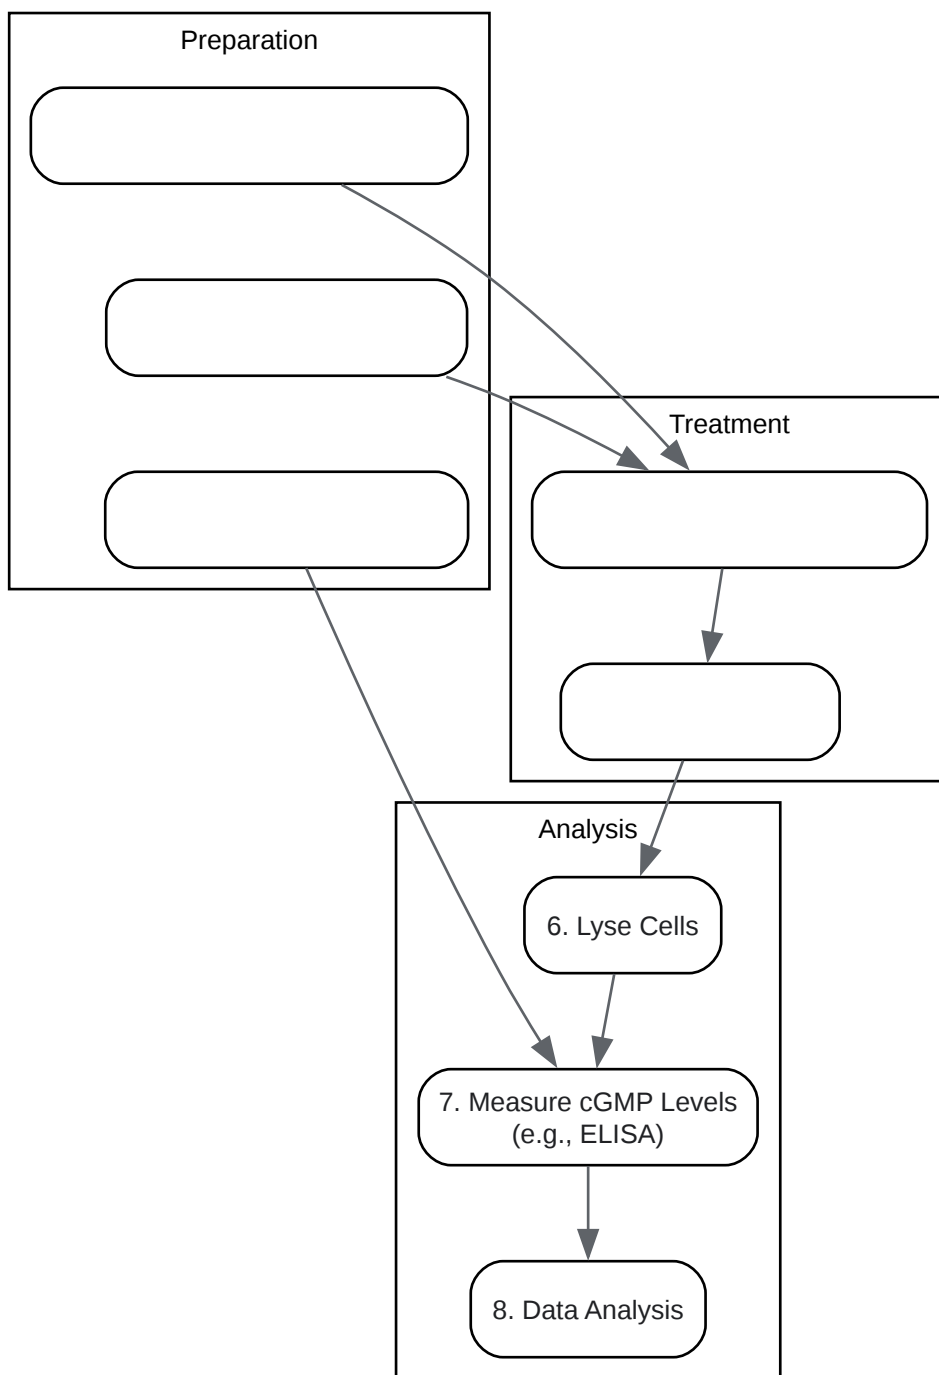 Preparation
Treatment
Analysis
6. Lyse Cells
7. Measure cGMP Levels
(e.g., ELISA)
8. Data Analysis